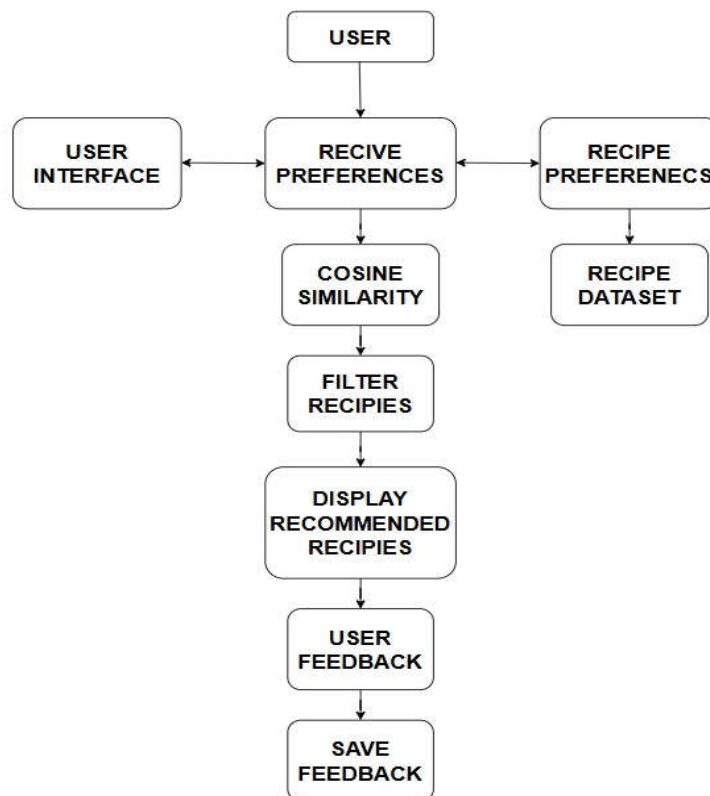 USER
USER
INTERFACE
RECIVE
PREFERENCES
RECIPE
PREFERENECS
COSINE
SIMILARITY
RECIPE
DATASET
FILTER
RECIPIES
DISPLAY
RECOMMENDED
RECIPIES
USER
FEEDBACK
SAVE
FEEDBACK